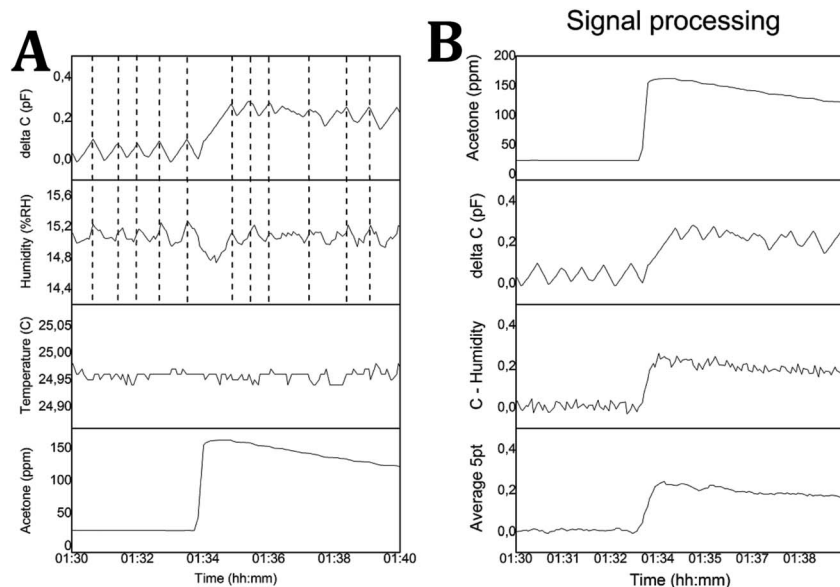 A
0,4
0,2
0,0
delta C (pF)
15,6
15,2
14,8
14,4
Humidity (%RH)
25,05
25,00
24,95
24,90
Temperature (C)
150
100
50
0
Acetone (ppm)
01:30 01:32 01:34 01:36 01:38 01:40
Time (hh:mm)
B
Signal processing
200
150
100
50
0
Acetone (ppm)
0,4
0,2
0,0
delta C (pF)
0,4
0,2
0,0
C - Humidity
0,4
0,2
0,0
Average 5pt
01:30 01:31 01:32 01:34 01:35 01:37 01:38
Time (hh:mm)